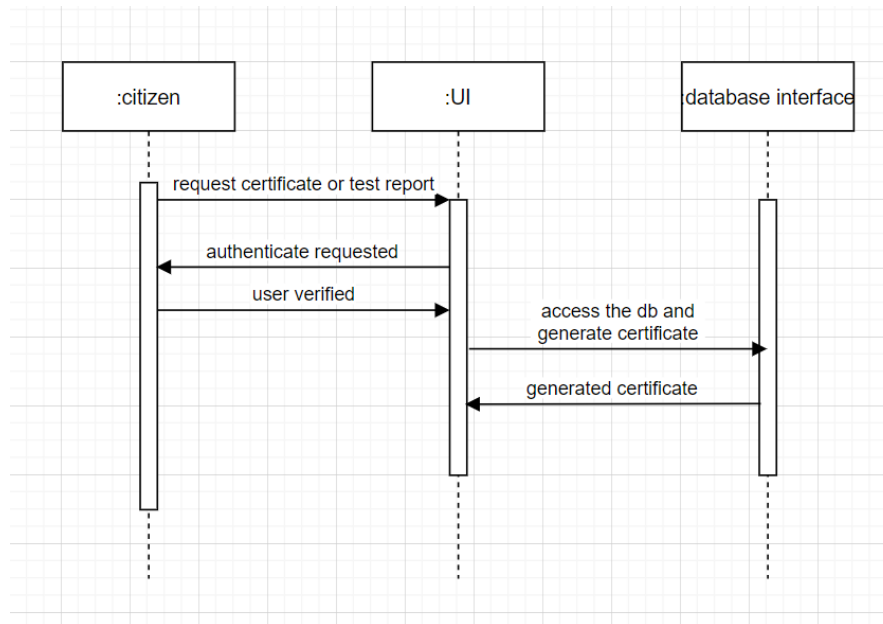 :citizen
:UI
:database interface
request certificate or test report
authenticate requested
user verified
access the db and
generate certificate
generated certificate